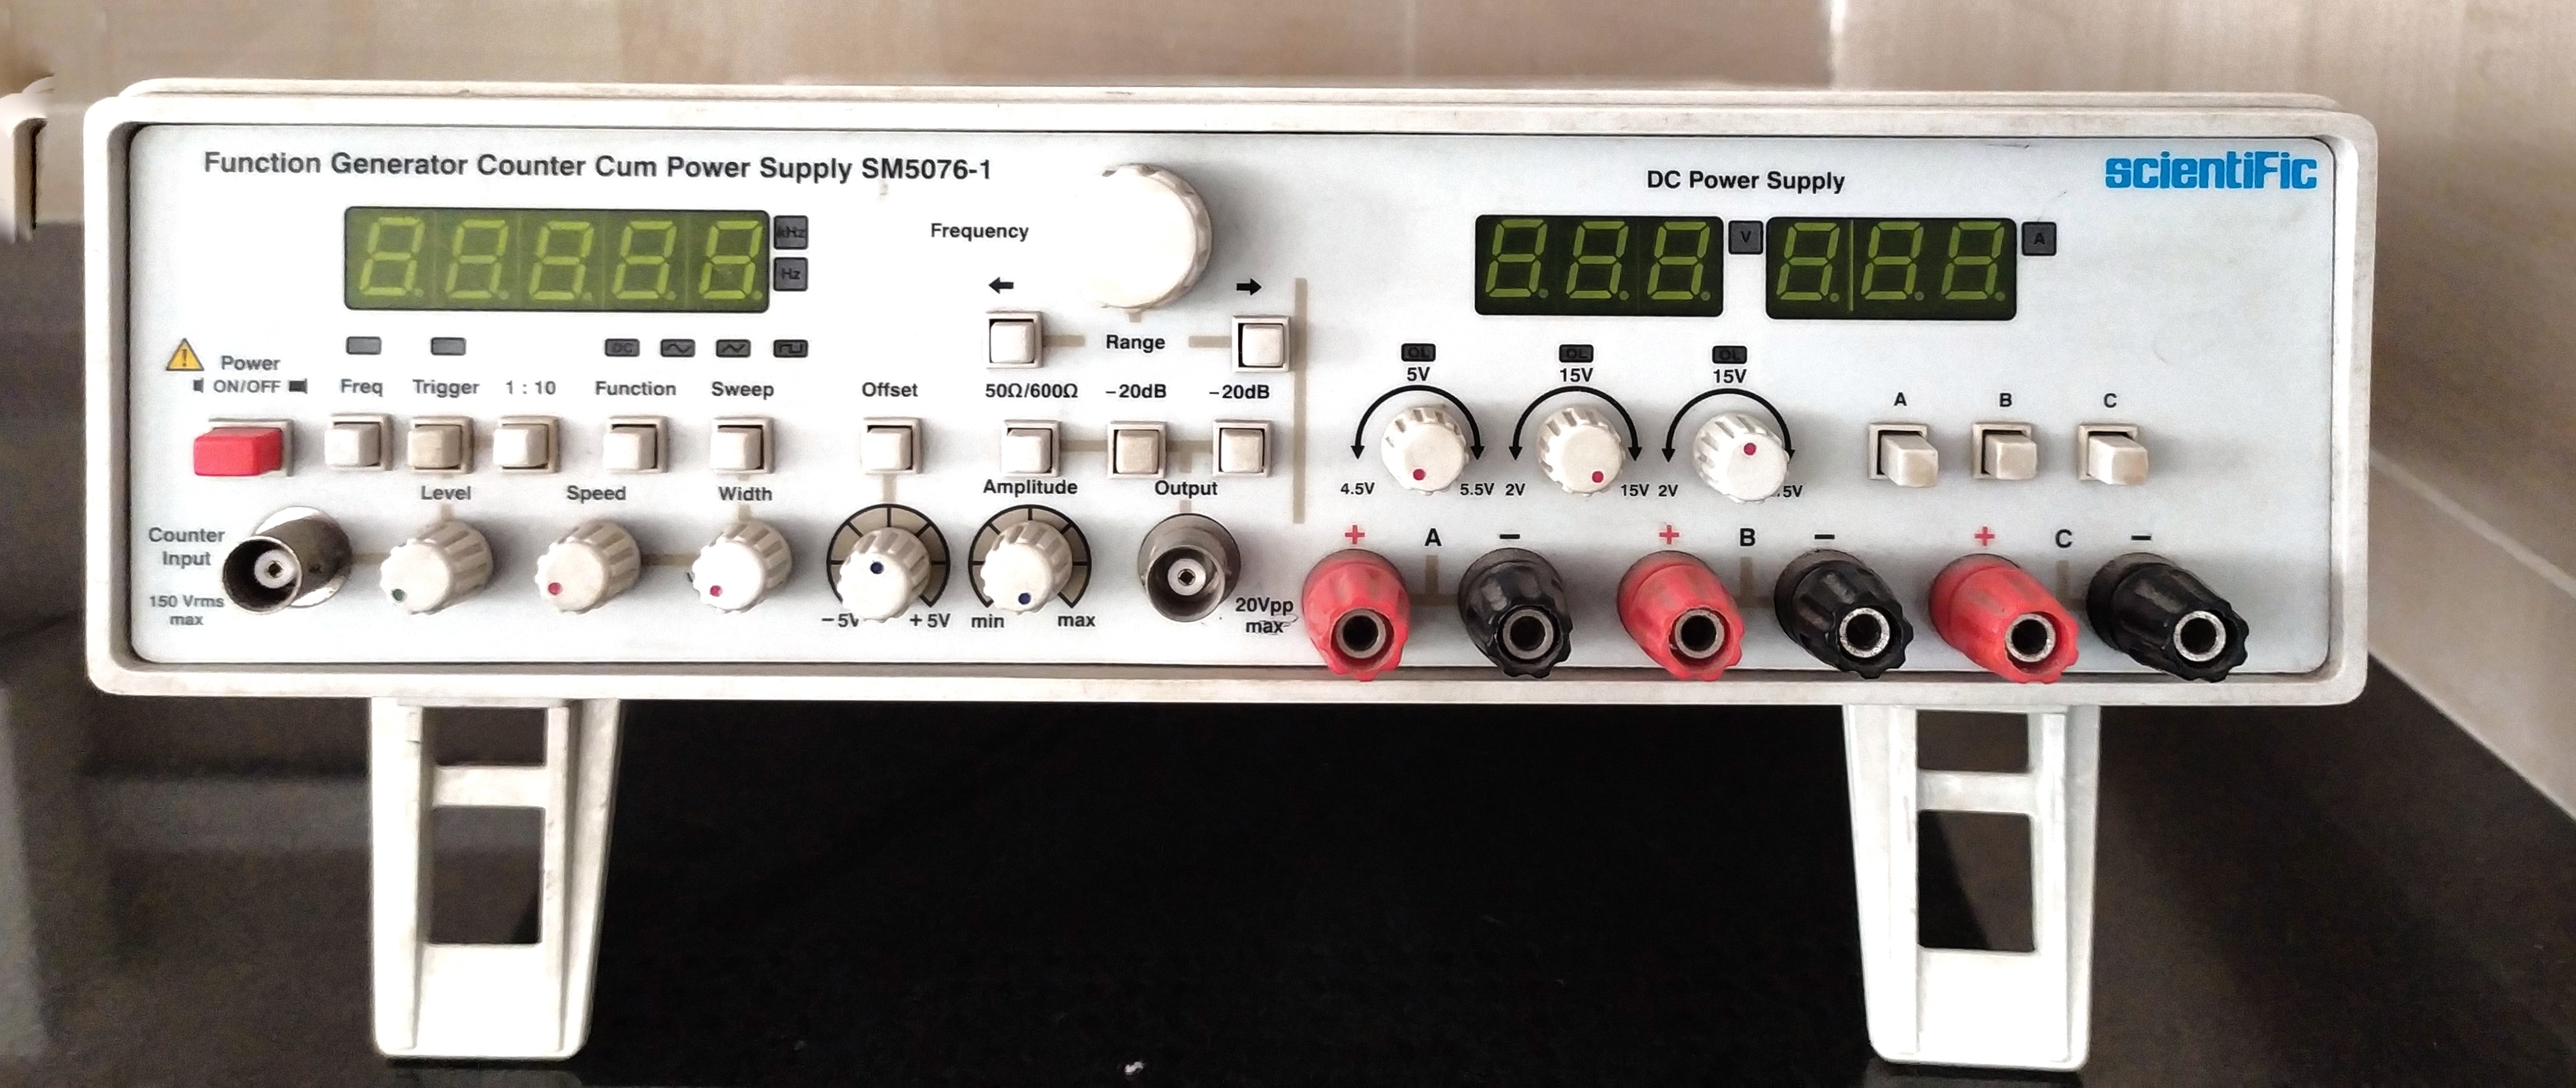 Function Generator Counter Cum Power Supply SM5076-1
DC Power Supply
scientiFic
kHz
Hz
Frequency
V
A
Range
DC
OL
OL
OL
5V
15V
15V
Power
ON/OFF
Freq
Trigger
1 : 10
Function
Sweep
Offset
50Ω/600Ω
−20dB
−20dB
A
B
C
4.5V
5.5V
2V
15V
2V
5V
Level
Speed
Width
Amplitude
Output
Counter
Input
150 Vrms
max
−5V
+5V
min
max
20Vpp
max
+ A −
+ B −
+ C −